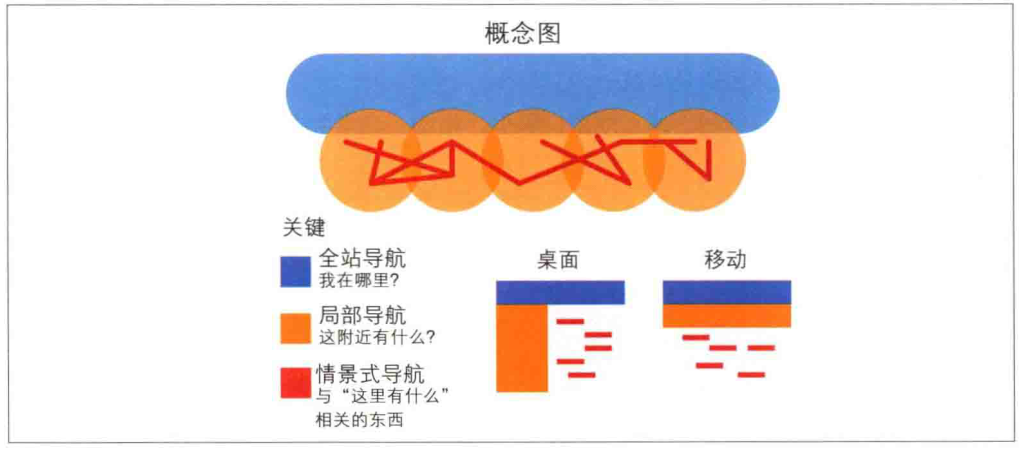 概念图
关键
全站导航
我在哪里?
局部导航
这附近有什么?
情景式导航
与“这里有什么”
相关的东西
桌面
移动